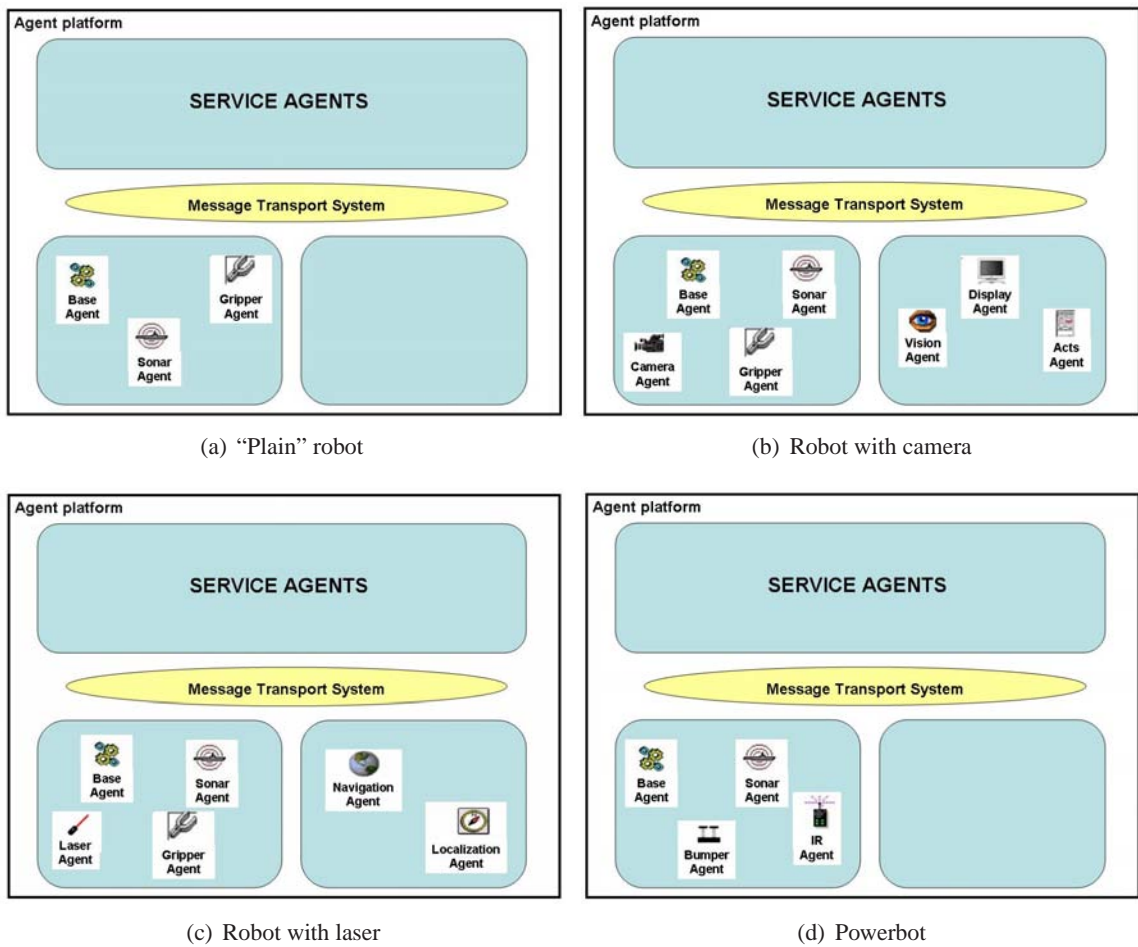 Agent platform
SERVICE AGENTS
Message Transport System
Base
Agent
Gripper
Agent
Sonar
Agent
(a) “Plain” robot
Agent platform
SERVICE AGENTS
Message Transport System
Base
Agent
Sonar
Agent
Camera
Agent
Gripper
Agent
Display
Agent
Vision
Agent
Acts
Agent
(b) Robot with camera
Agent platform
SERVICE AGENTS
Message Transport System
Base
Agent
Sonar
Agent
Laser
Agent
Gripper
Agent
Navigation
Agent
Localization
Agent
(c) Robot with laser
Agent platform
SERVICE AGENTS
Message Transport System
Base
Agent
Sonar
Agent
Bumper
Agent
IR
Agent
(d) Powerbot